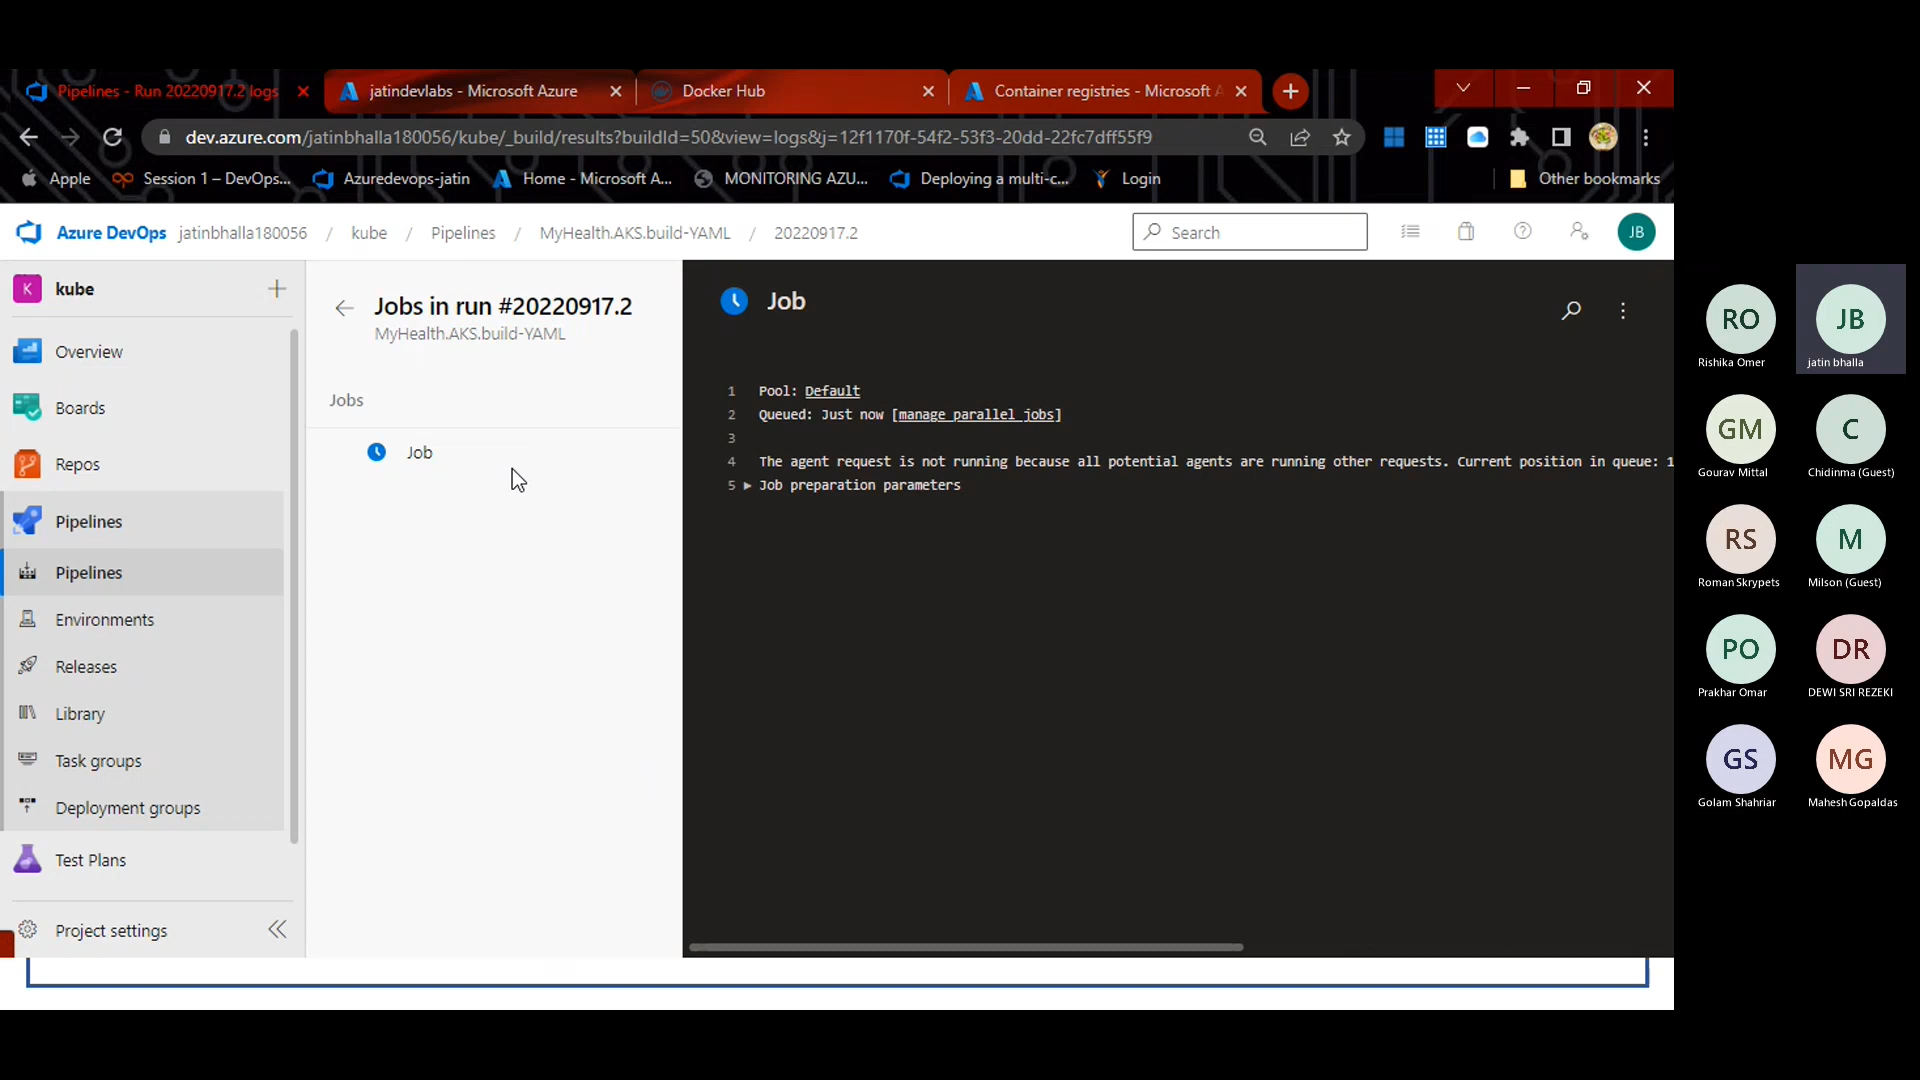 Pipelines - Run 20220917.2 logs
jatindevlabs - Microsoft Azure
Docker Hub
Container registries - Microsoft A
dev.azure.com/jatinbhalla180056/kube/_build/results?buildId=50&view=logs&j=12f1170f-54f2-53f3-20dd-22fc7dff55f9
Apple
Session 1 – DevOps...
Azuredevops-jatin
Home - Microsoft A...
MONITORING AZU...
Deploying a multi-c...
Login
Other bookmarks
Azure DevOps jatinbhalla180056 / kube / Pipelines / MyHealth.AKS.build-YAML / 20220917.2
Search
JB
K kube
Overview
Boards
Repos
Pipelines
Pipelines
Environments
Releases
Library
Task groups
Deployment groups
Test Plans
Project settings
Jobs in run #20220917.2
MyHealth.AKS.build-YAML
Jobs
Job
Job
1 Pool: Default
2 Queued: Just now [manage parallel jobs]
3
4 The agent request is not running because all potential agents are running other requests. Current position in queue: 1
5 Job preparation parameters
RO
Rishika Omer
JB
jatin bhalla
GM
Gourav Mittal
C
Chidinma (Guest)
RS
Roman Skrypets
M
Milson (Guest)
PO
Prakhar Omar
DR
DEWI SRI REZEKI
GS
Golam Shahriar
MG
Mahesh Gopaldas